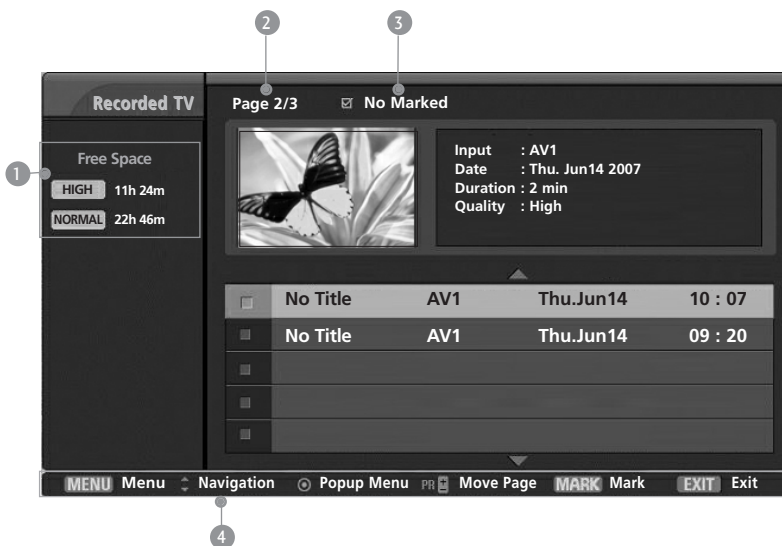 2 3
Recorded TV
Page 2/3 No Marked
1
Free Space
HIGH 11h 24m
NORMAL 22h 46m
Input : AV1
Date : Thu. Jun14 2007
Duration : 2 min
Quality : High
No Title AV1 Thu.Jun14 10 : 07
No Title AV1 Thu.Jun14 09 : 20
MENU Menu Navigation Popup Menu PR + - Move Page MARK Mark EXIT Exit
4